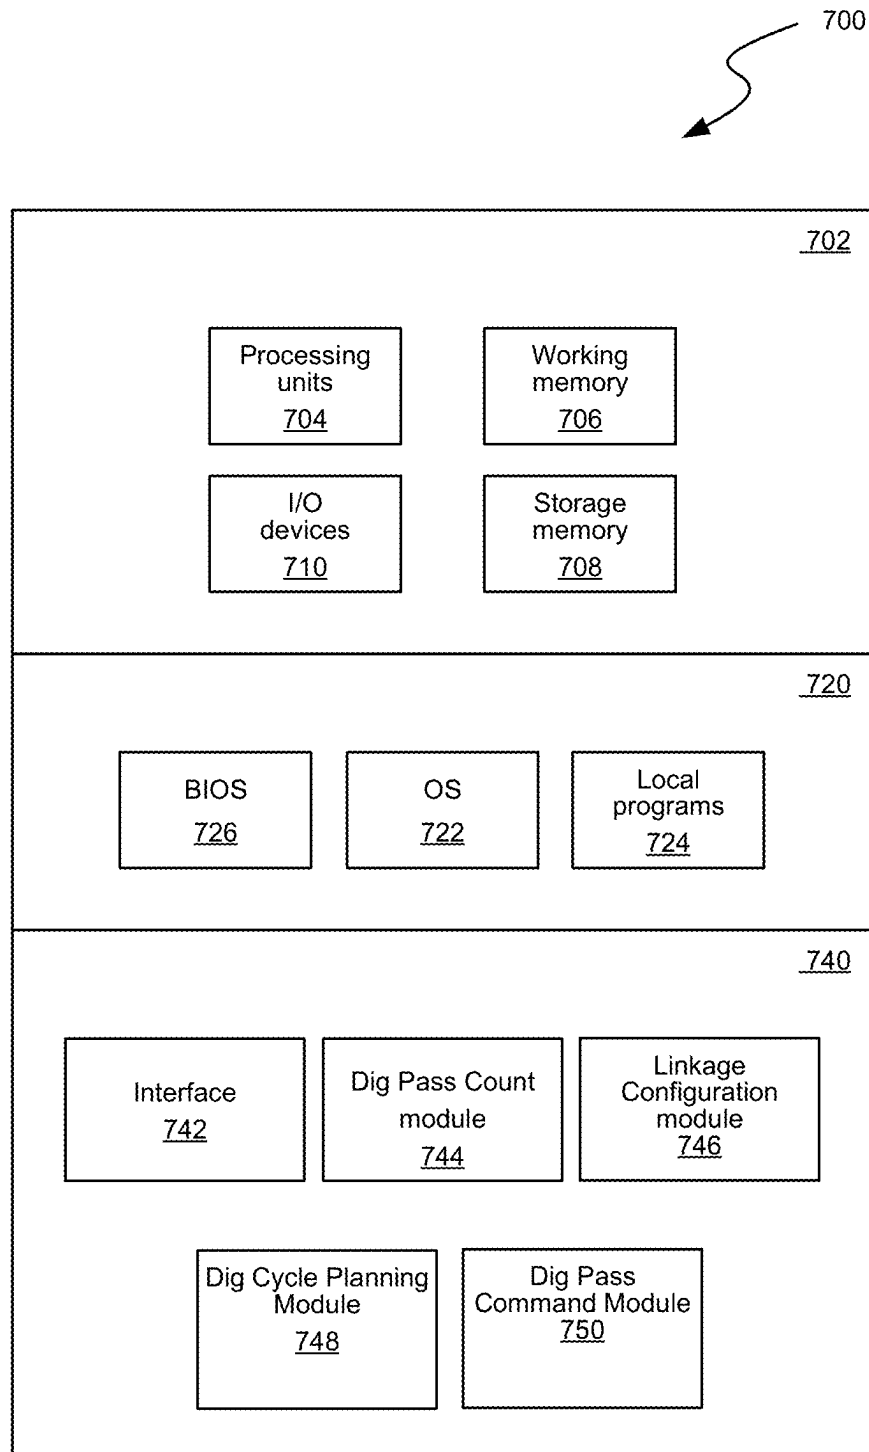 700
702
Processing
units
704
Working
memory
706
I/O
devices
710
Storage
memory
708
720
BIOS
726
OS
722
Local
programs
724
740
Interface
742
Dig Pass Count
module
744
Linkage
Configuration
module
746
Dig Cycle Planning
Module
748
Dig Pass
Command Module
750